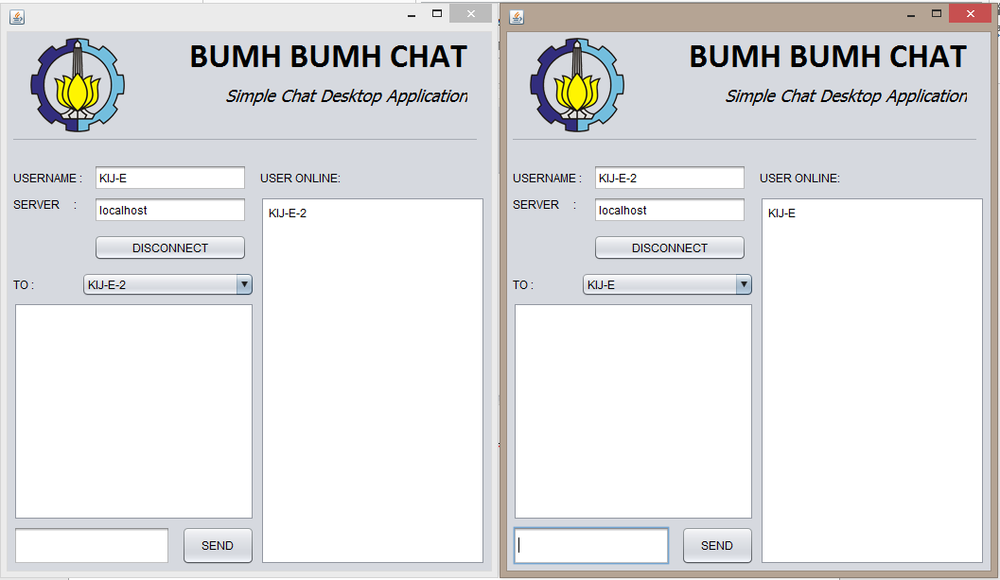 BUMH BUMH CHAT
Simple Chat Desktop Application
USERNAME : KIJ-E
USER ONLINE:
SERVER : localhost
KIJ-E-2
DISCONNECT
TO : KIJ-E-2
SEND
BUMH BUMH CHAT
Simple Chat Desktop Application
USERNAME : KIJ-E-2
USER ONLINE:
SERVER : localhost
KIJ-E
DISCONNECT
TO : KIJ-E
SEND